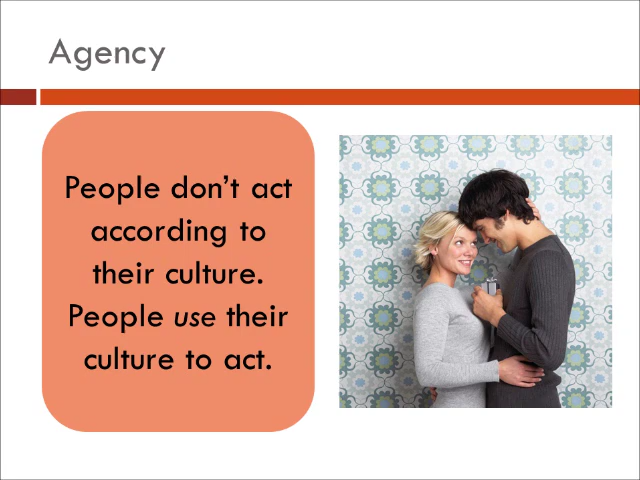 Agency
People don’t act
according to
their culture.
People use their
culture to act.